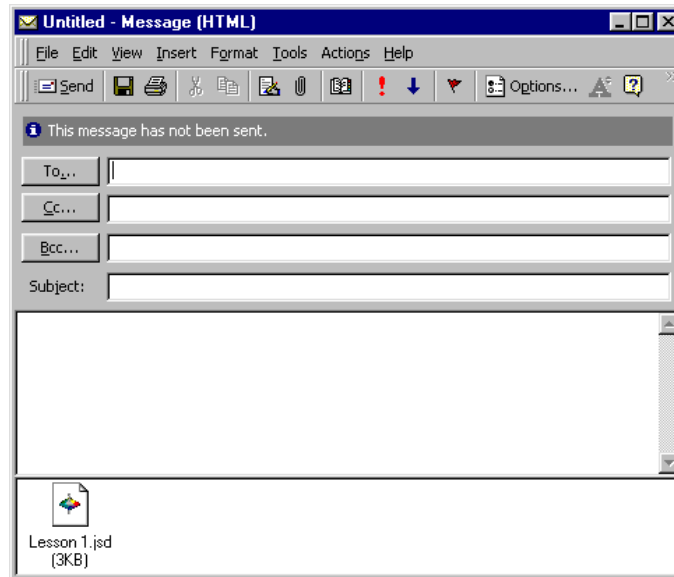 Untitled - Message (HTML)
File Edit View Insert Format Tools Actions Help
Send Options...
This message has not been sent.
To...
Cc...
Bcc...
Subject:
Lesson 1.jsd
(3KB)